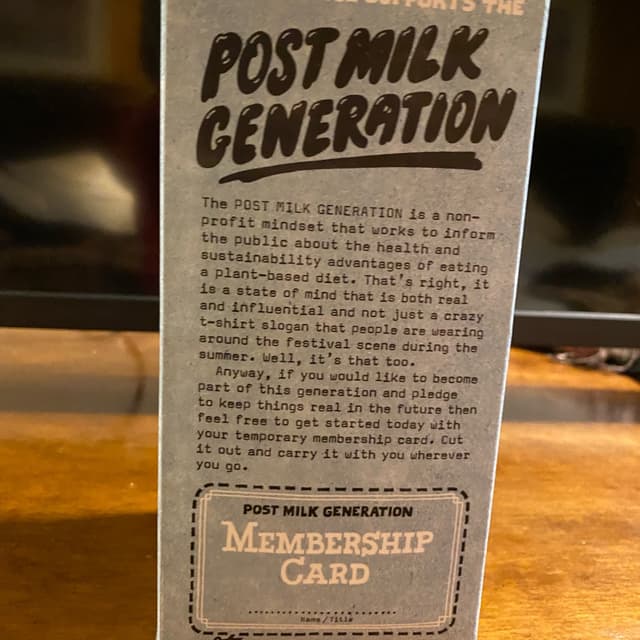 SUPPORTS THE
POST MILK
GENERATION
The POST MILK GENERATION is a non-
profit mindset that works to inform
the public about the health and
sustainability advantages of eating
a plant-based diet. That's right, it
is a state of mind that is both real
and influential and not just a crazy
t-shirt slogan that people are wearing
around the festival scene during the
summer. Well, it's that too.
Anyway, if you would like to become
part of this generation and pledge
to keep things real in the future then
feel free to get started today with
your temporary membership card. Cut
it out and carry it with you wherever
you go.
POST MILK GENERATION
MEMBERSHIP
CARD
Name/Title